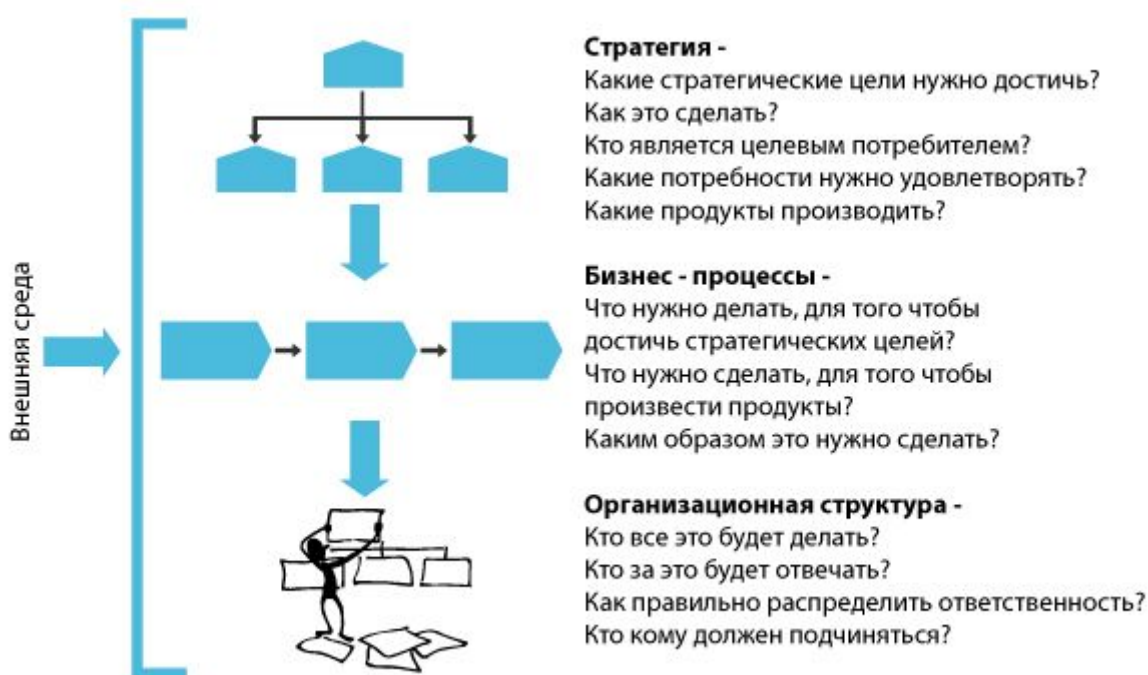 Внешняя среда
Стратегия -
Какие стратегические цели нужно достичь?
Как это сделать?
Кто является целевым потребителем?
Какие потребности нужно удовлетворять?
Какие продукты производить?
Бизнес - процессы -
Что нужно делать, для того чтобы
достичь стратегических целей?
Что нужно сделать, для того чтобы
произвести продукты?
Каким образом это нужно сделать?
Организационная структура -
Кто все это будет делать?
Кто за это будет отвечать?
Как правильно распределить ответственность?
Кто кому должен подчиняться?